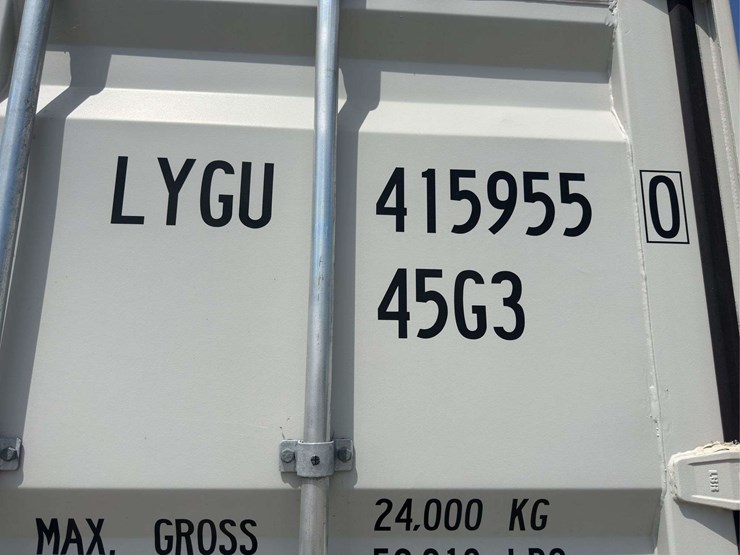 LYGU 415955 0
45G3
MAX. GROSS 24,000 KG